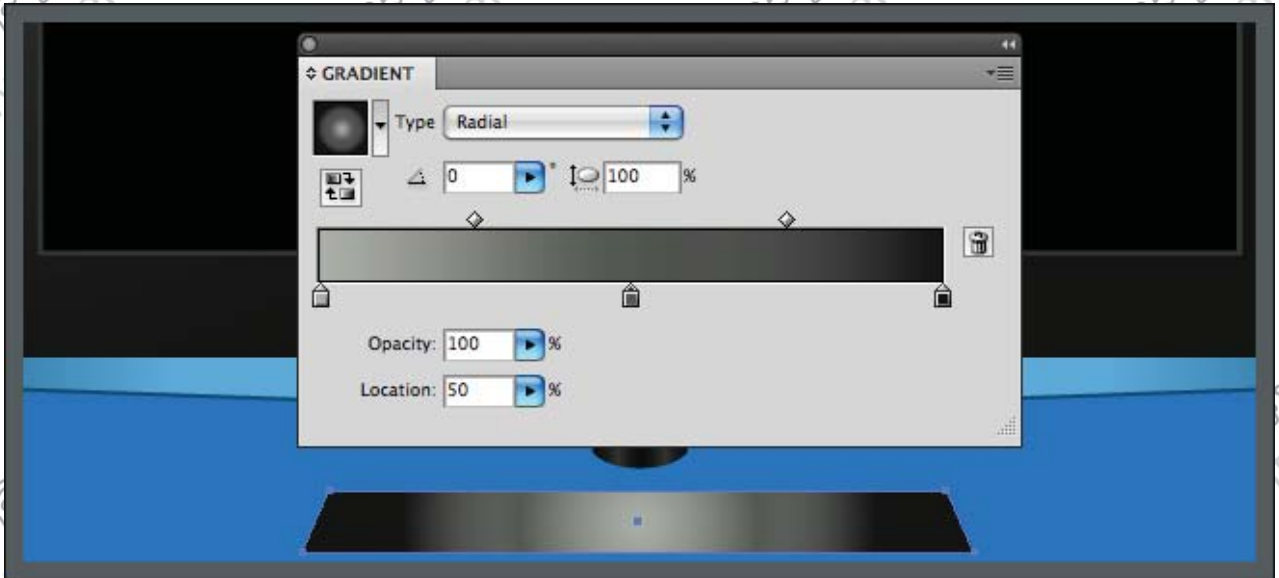 GRADIENT
Type Radial
0 ° 100 %
Opacity: 100 %
Location: 50 %